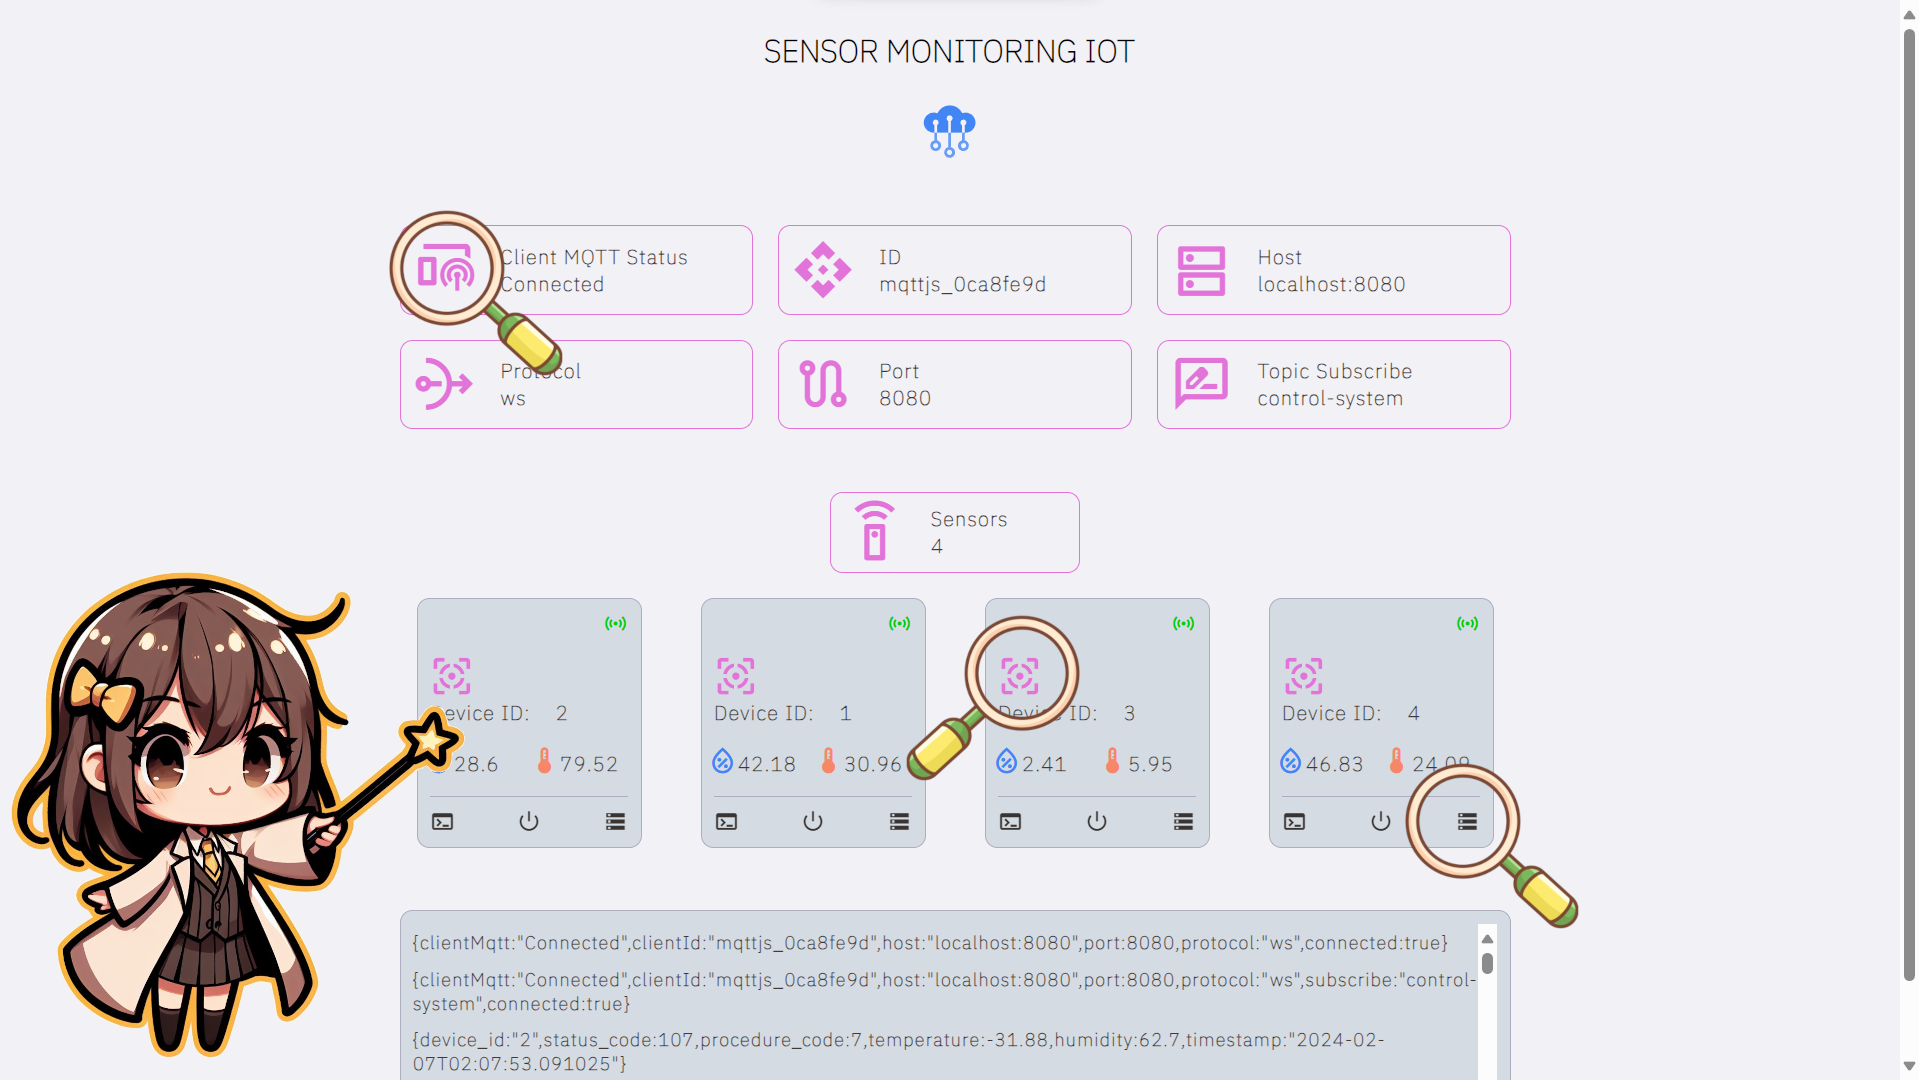 SENSOR MONITORING IOT
Client MQTT Status
Connected
ID
mqttjs_0ca8fe9d
Host
localhost:8080
Protocol
ws
Port
8080
Topic Subscribe
control-system
Sensors
4
Device ID: 2
28.6 79.52
Device ID: 1
42.18 30.96
Device ID: 3
2.41 5.95
Device ID: 4
46.83 24.09
{clientMqtt:"Connected",clientId:"mqttjs_0ca8fe9d",host:"localhost:8080",port:8080,protocol:"ws",connected:true}
{clientMqtt:"Connected",clientId:"mqttjs_0ca8fe9d",host:"localhost:8080",port:8080,protocol:"ws",subscribe:"control-
system",connected:true}
{device_id:"2",status_code:107,procedure_code:7,temperature:-31.88,humidity:62.7,timestamp:"2024-02-
07T02:07:53.091025"}